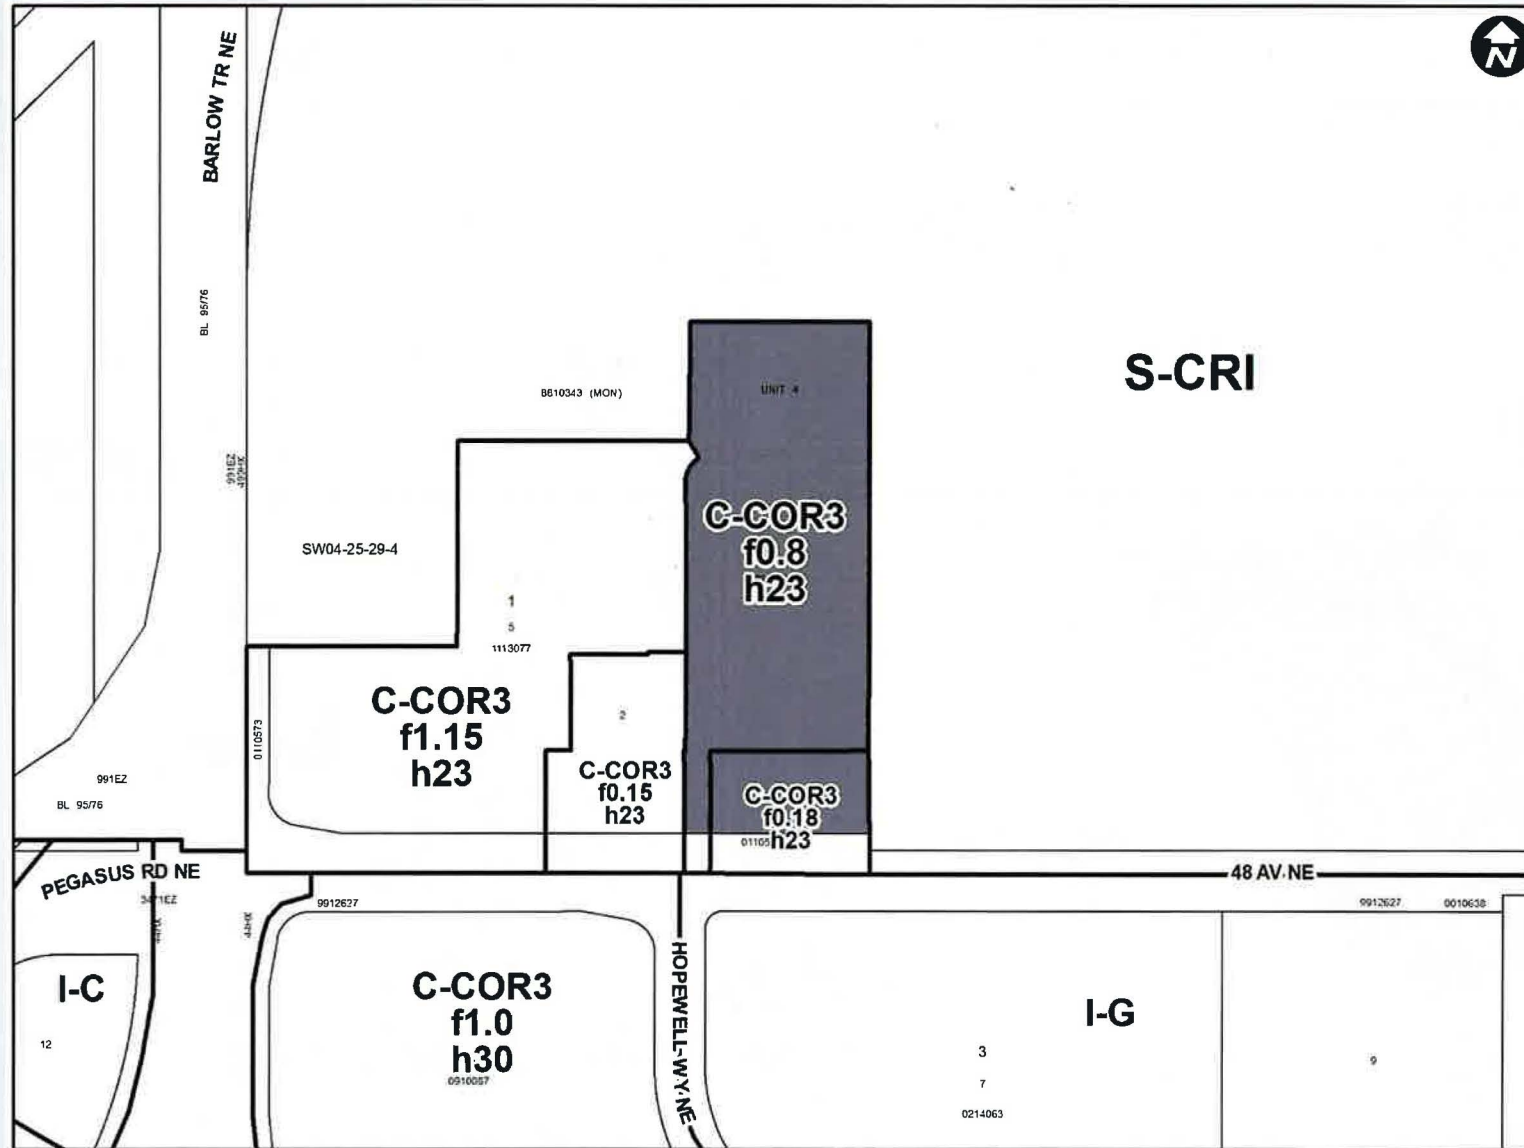 N
BARLOW TR NE
BL 95/76
S-CRI
UNIT 4
8610343 (MON)
991EZ
SW04-25-29-4
C-COR3
f0.8
h23
1
5
1113077
C-COR3
f1.15
h23
2
C-COR3
f0.15
h23
C-COR3
f0.18
h23
0110573
991EZ
BL 95/76
PEGASUS RD NE
48 AV NE
9912627
9912627
0010638
I-C
12
C-COR3
f1.0
h30
0910087
HOPEWELL WY NE
I-G
3
7
0214063
9